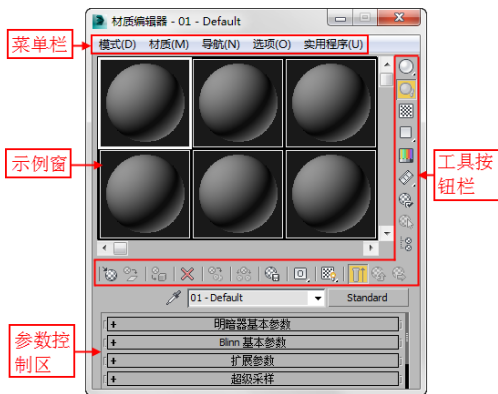 材质编辑器 - 01 - Default
菜单栏
模式(D) 材质(M) 导航(N) 选项(O) 实用程序(U)
示例窗
工具按
钮栏
01 - Default
Standard
参数控
制区
+ 明暗器基本参数
+ Blinn 基本参数
+ 扩展参数
+ 超级采样